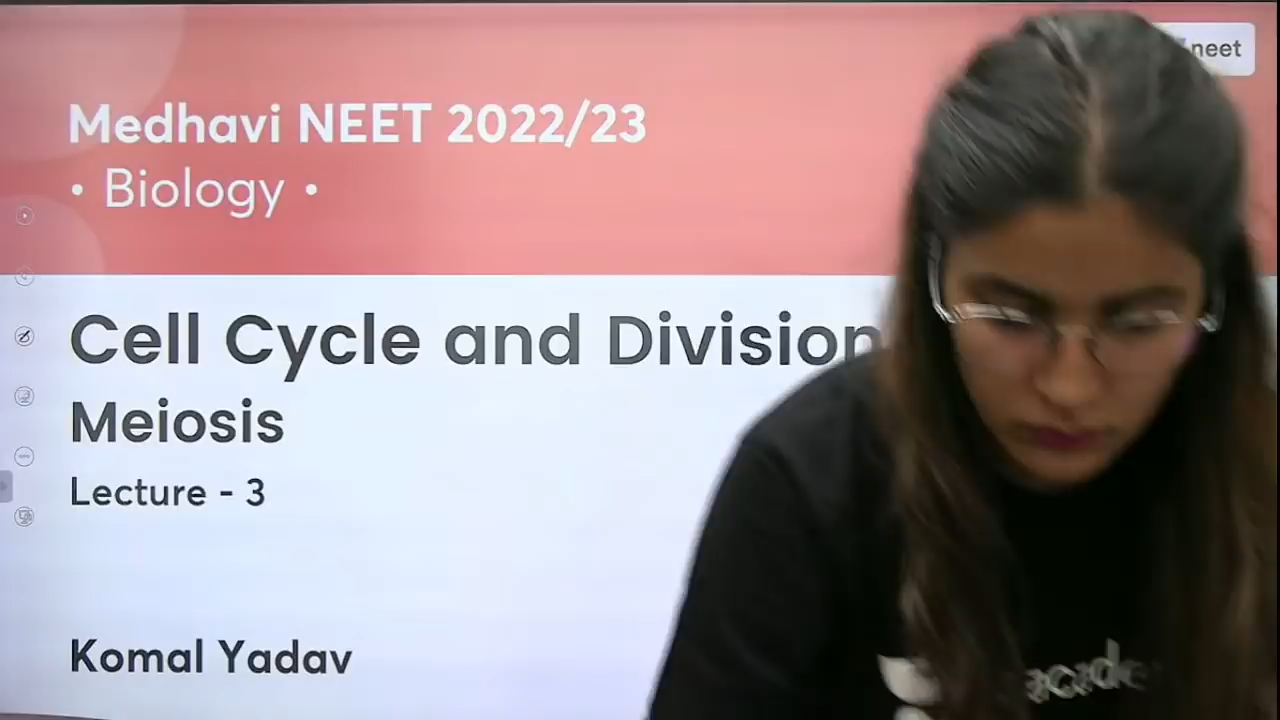 neet
Medhavi NEET 2022/23
• Biology •
Cell Cycle and Division
Meiosis
Lecture - 3
Komal Yadav